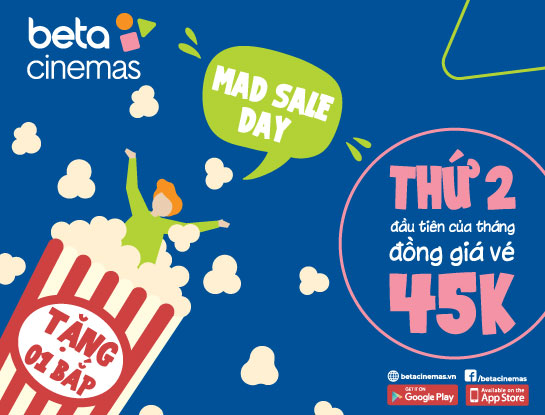 beta
cinemas
MAD SALE
DAY
THỨ 2
đầu tiên của tháng
đồng giá vé
45K
TẶNG
01 BẮP
betacinemas.vn
/betacinemas
GET IT ON
Google Play
Available on the
App Store